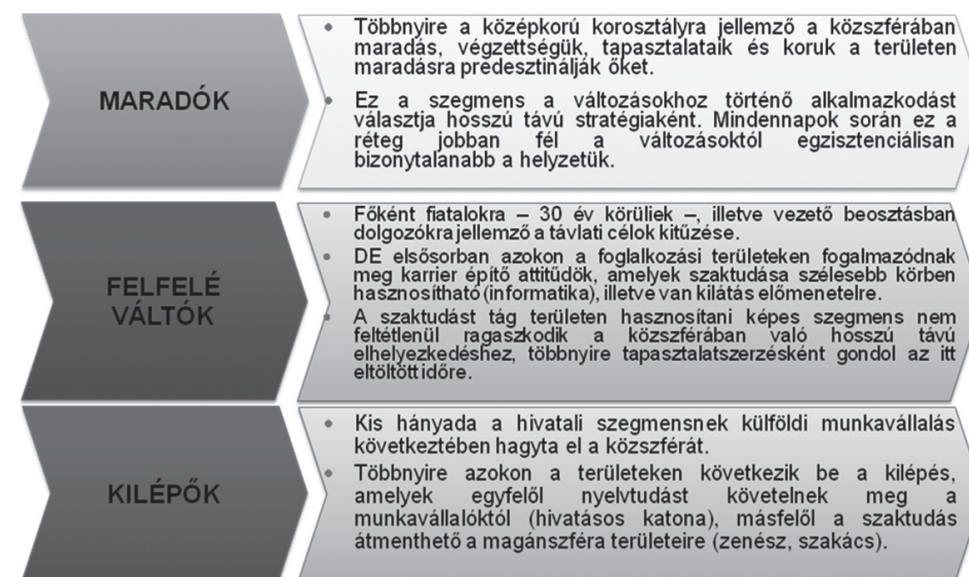 MARADÓK
• Többnyire a középkorú korosztályra jellemző a közszférában
maradás, végzettségük, tapasztalataik és koruk a területen
maradásra predesztinálják őket.
• Ez a szegmens a változásokhoz történő alkalmazkodást
választja hosszú távú stratégiaként. Mindennapok során ez a
réteg jobban fél a változásoktól egzisztenciálisan
bizonytalanabb a helyzetük.
FELFELÉ
VÁLTÓK
• Főként fiatalokra – 30 év körüliek –, illetve vezető beosztásban
dolgozókra jellemző a távlati célok kitűzése.
• DE elsősorban azokon a foglalkozási területeken fogalmazódnak
meg karrier építő attitűdök, amelyek szaktudása szélesebb körben
hasznosítható (informatika), illetve van kilátás előmenetelre.
• A szaktudást tág területen hasznosítani képes szegmens nem
feltétlenül ragaszkodik a közszférában való hosszú távú
elhelyezkedéshez, többnyire tapasztalatszerzésként gondol az itt
eltöltött időre.
KILÉPŐK
• Kis hányada a hivatali szegmensnek külföldi munkavállalás
következtében hagyta el a közszférát.
• Többnyire azokon a területeken következik be a kilépés,
amelyek egyfelől nyelvtudást követelnek meg a
munkavállalóktól (hivatásos katona), másfelől a szaktudás
átmenthető a magánszféra területeire (zenész, szakács).